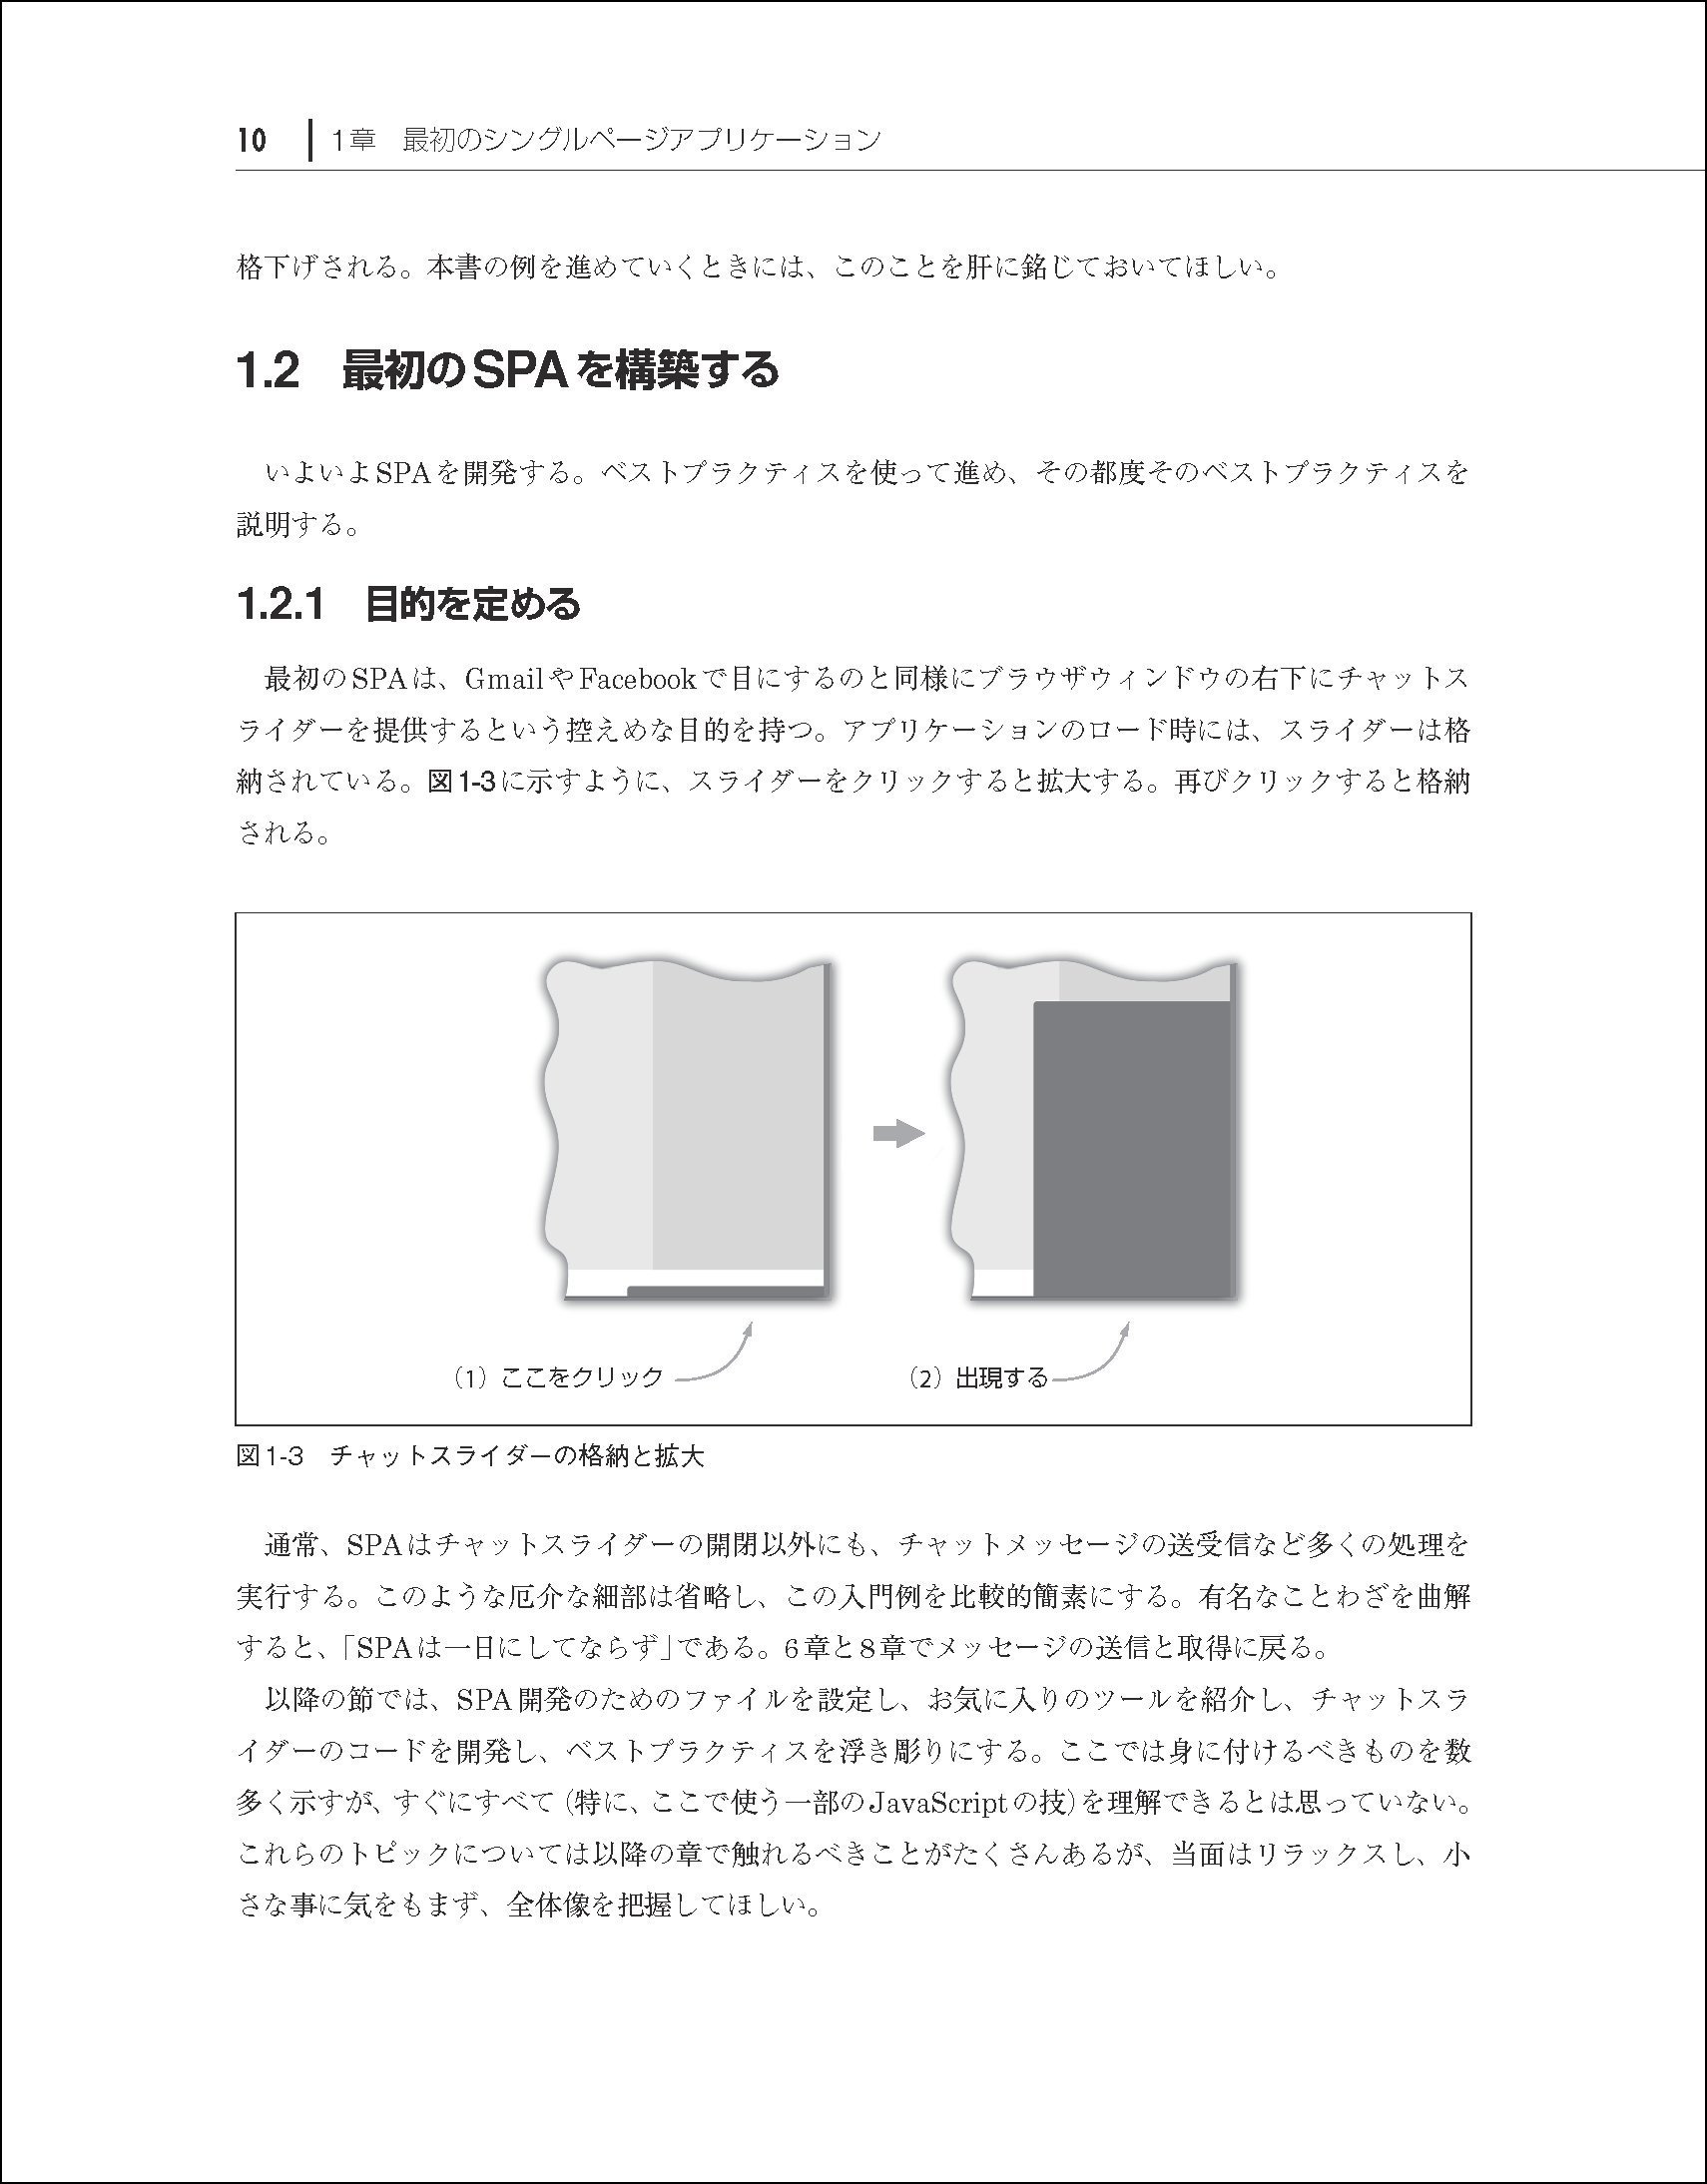 10 1章　最初のシングルページアプリケーション
格下げされる。本書の例を進めていくときには、このことを肝に銘じておいてほしい。
1.2　最初のSPAを構築する
いよいよSPAを開発する。ベストプラクティスを使って進め、その都度そのベストプラクティスを
説明する。
1.2.1　目的を定める
最初のSPAは、GmailやFacebookで目にするのと同様にブラウザウィンドウの右下にチャットス
ライダーを提供するという控えめな目的を持つ。アプリケーションのロード時には、スライダーは格
納されている。図1-3に示すように、スライダーをクリックすると拡大する。再びクリックすると格納
される。
（1）ここをクリック
（2）出現する
図1-3　チャットスライダーの格納と拡大
通常、SPAはチャットスライダーの開閉以外にも、チャットメッセージの送受信など多くの処理を
実行する。このような厄介な細部は省略し、この入門例を比較的簡素にする。有名なことわざを曲解
すると、「SPAは一日にしてならず」である。6章と8章でメッセージの送信と取得に戻る。
以降の節では、SPA開発のためのファイルを設定し、お気に入りのツールを紹介し、チャットスラ
イダーのコードを開発し、ベストプラクティスを浮き彫りにする。ここでは身に付けるべきものを数
多く示すが、すぐにすべて（特に、ここで使う一部のJavaScriptの技）を理解できるとは思っていない。
これらのトピックについては以降の章で触れるべきことがたくさんあるが、当面はリラックスし、小
さな事に気をもまず、全体像を把握してほしい。